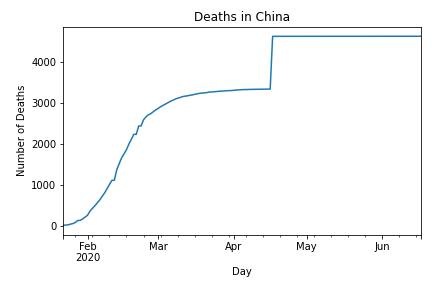 Deaths in China
Number of Deaths
4000
3000
2000
1000
0
Feb
2020
Mar
Apr
May
Jun
Day